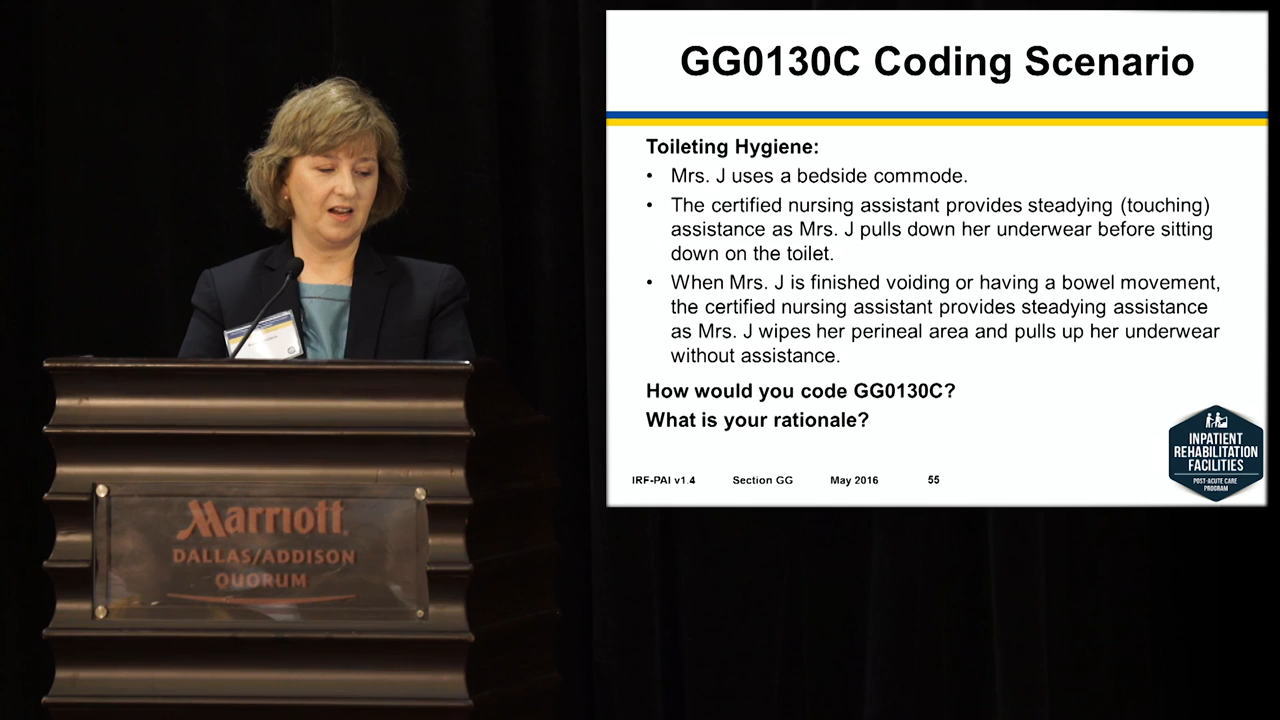 GG0130C Coding Scenario
Toileting Hygiene:
• Mrs. J uses a bedside commode.
• The certified nursing assistant provides steadying (touching)
assistance as Mrs. J pulls down her underwear before sitting
down on the toilet.
• When Mrs. J is finished voiding or having a bowel movement,
the certified nursing assistant provides steadying assistance
as Mrs. J wipes her perineal area and pulls up her underwear
without assistance.
How would you code GG0130C?
What is your rationale?
IRF-PAI v1.4 Section GG May 2016 55
INPATIENT
REHABILITATION
FACILITIES
POST-ACUTE CARE
PROGRAM
Marriott
DALLAS/ADDISON
QUORUM